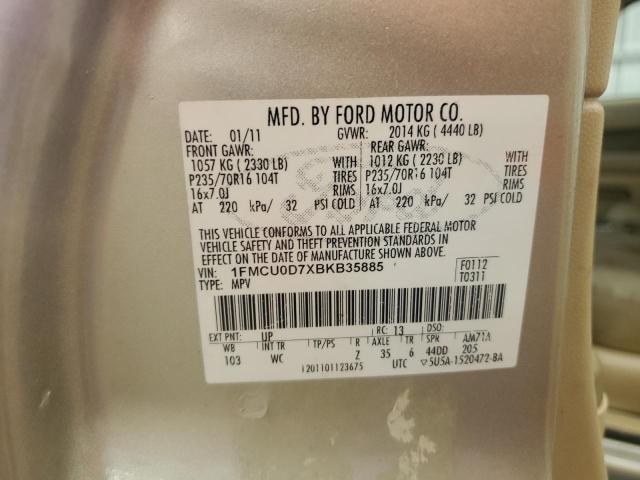 MFD. BY FORD MOTOR CO.
DATE: 01/11 GVWR: 2014 KG ( 4440 LB)
FRONT GAWR: REAR GAWR:
1057 KG ( 2330 LB) WITH 1012 KG ( 2230 LB) WITH
P235/70R16 104T TIRES P235/70R16 104T TIRES
16x7.0J RIMS 16x7.0J RIMS
AT 220 kPa/ 32 PSI COLD AT 220 kPa/ 32 PSI COLD
THIS VEHICLE CONFORMS TO ALL APPLICABLE FEDERAL MOTOR
VEHICLE SAFETY AND THEFT PREVENTION STANDARDS IN
EFFECT ON THE DATE OF MANUFACTURE SHOWN ABOVE.
VIN: 1FMCU0D7XBKB35885 F0112
TYPE: MPV T0311
EXT PNT: UP RC: 13 DSO:
WB INT TR TP/PS R AXLE TR SPR AM71A
103 WC Z 35 6 44DD 205
1201101123675 UTC ▽5U5A-1520472-BA